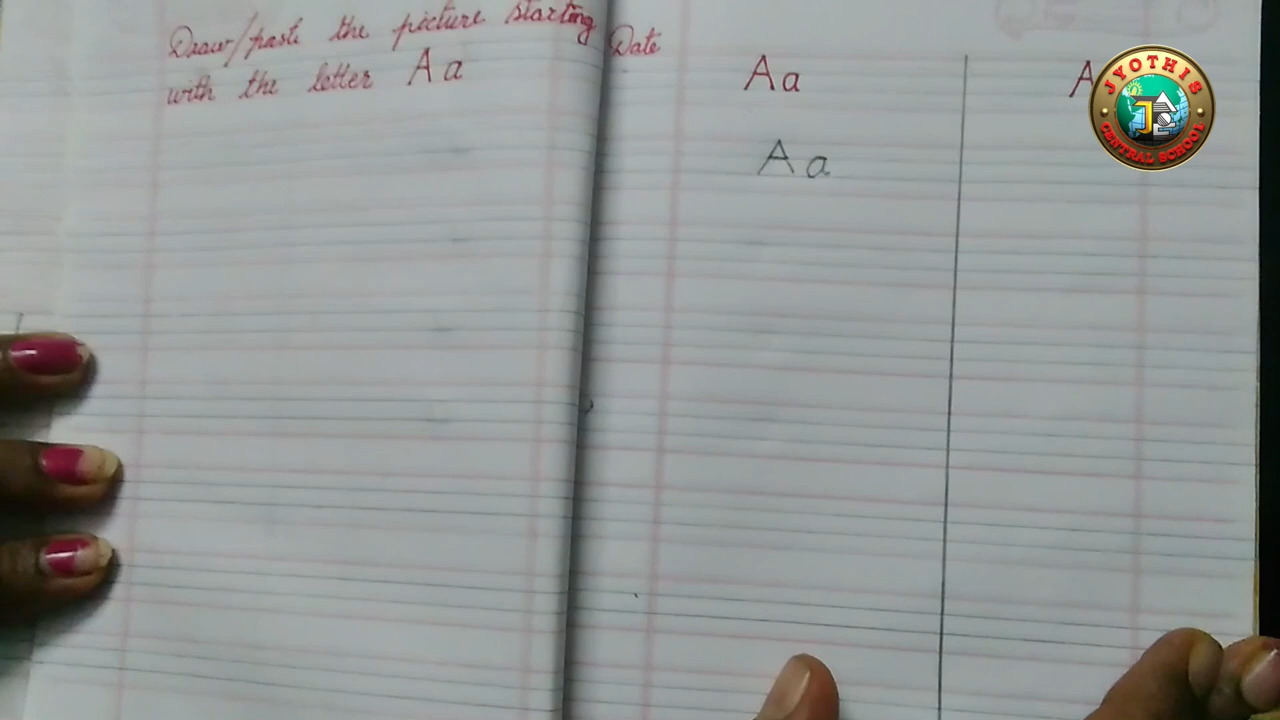 Draw/paste the picture starting
with the letter Aa
Date
Aa
A
Aa
JYOTHIS
CENTRAL SCHOOL